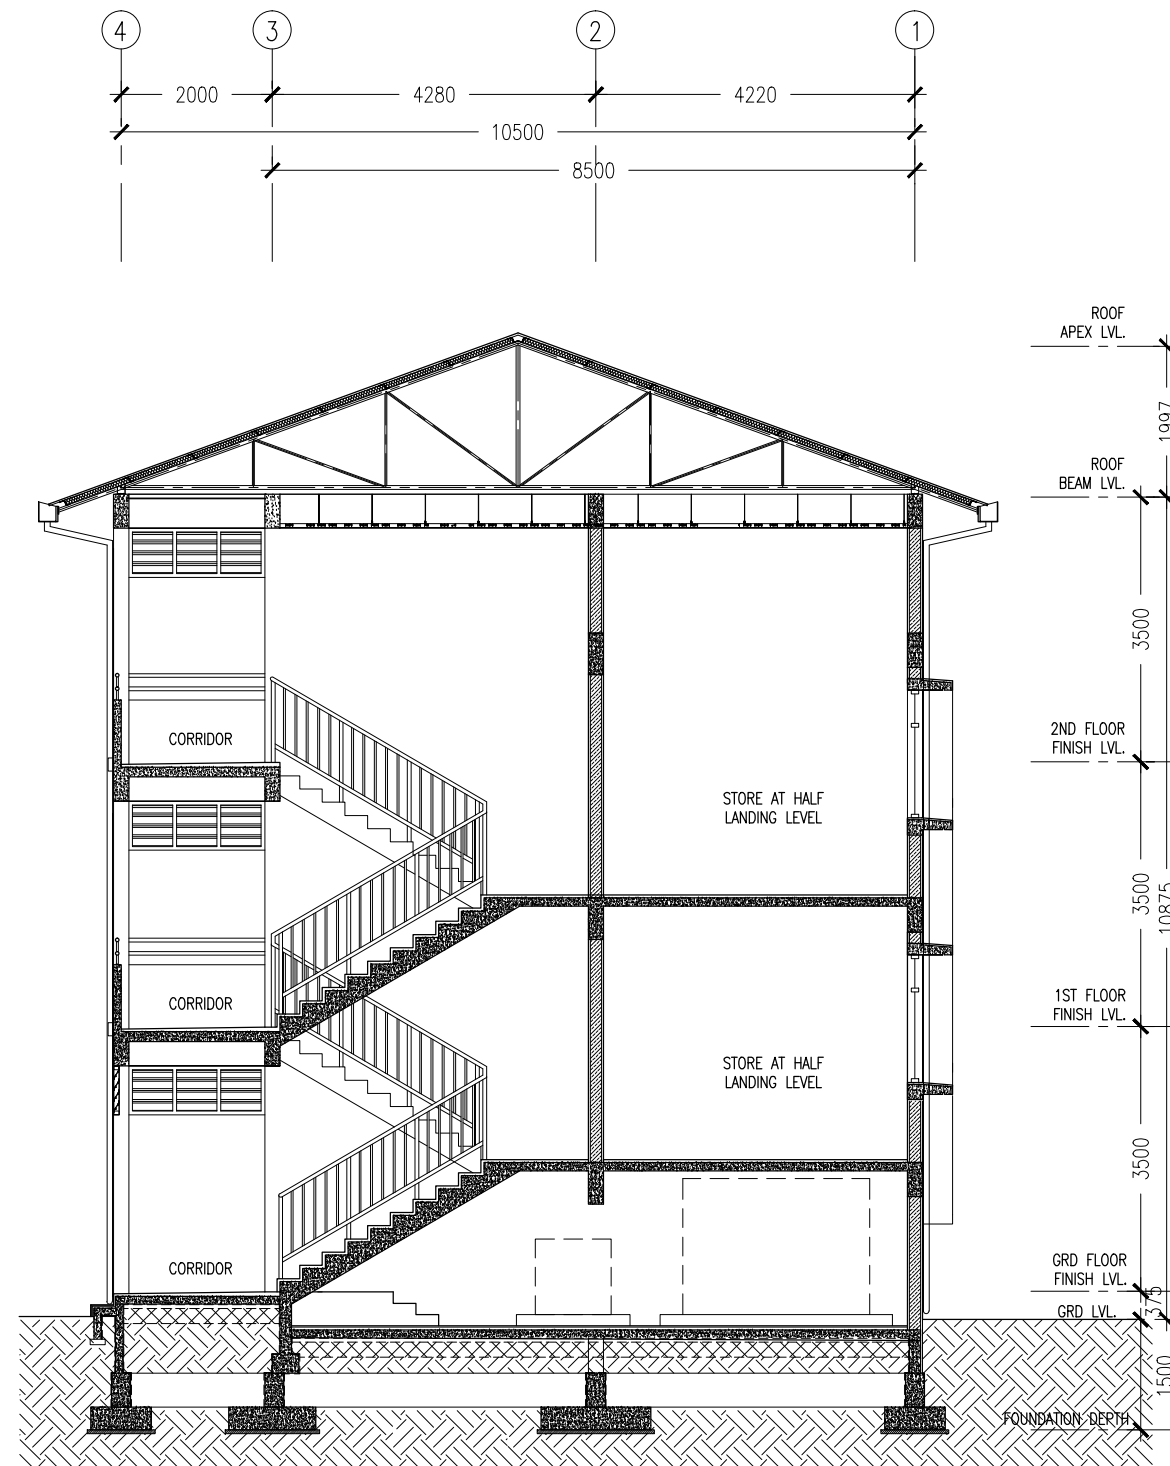 4 3 2 1
2000 4280 4220
10500
8500
ROOF
APEX LVL.
1997
ROOF
BEAM LVL.
3500
CORRIDOR
2ND FLOOR
FINISH LVL.
STORE AT HALF
LANDING LEVEL
3500
10875
CORRIDOR
1ST FLOOR
FINISH LVL.
STORE AT HALF
LANDING LEVEL
3500
CORRIDOR
GRD FLOOR
FINISH LVL.
375
GRD LVL.
1500
FOUNDATION DEPTH